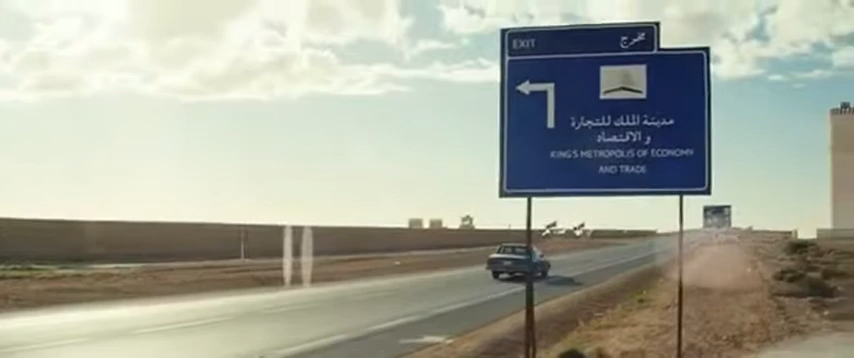 EXIT مخرج
مدينة الملك للتجارة
و الاقتصاد
KING'S METROPOLIS OF ECONOMY
AND TRADE